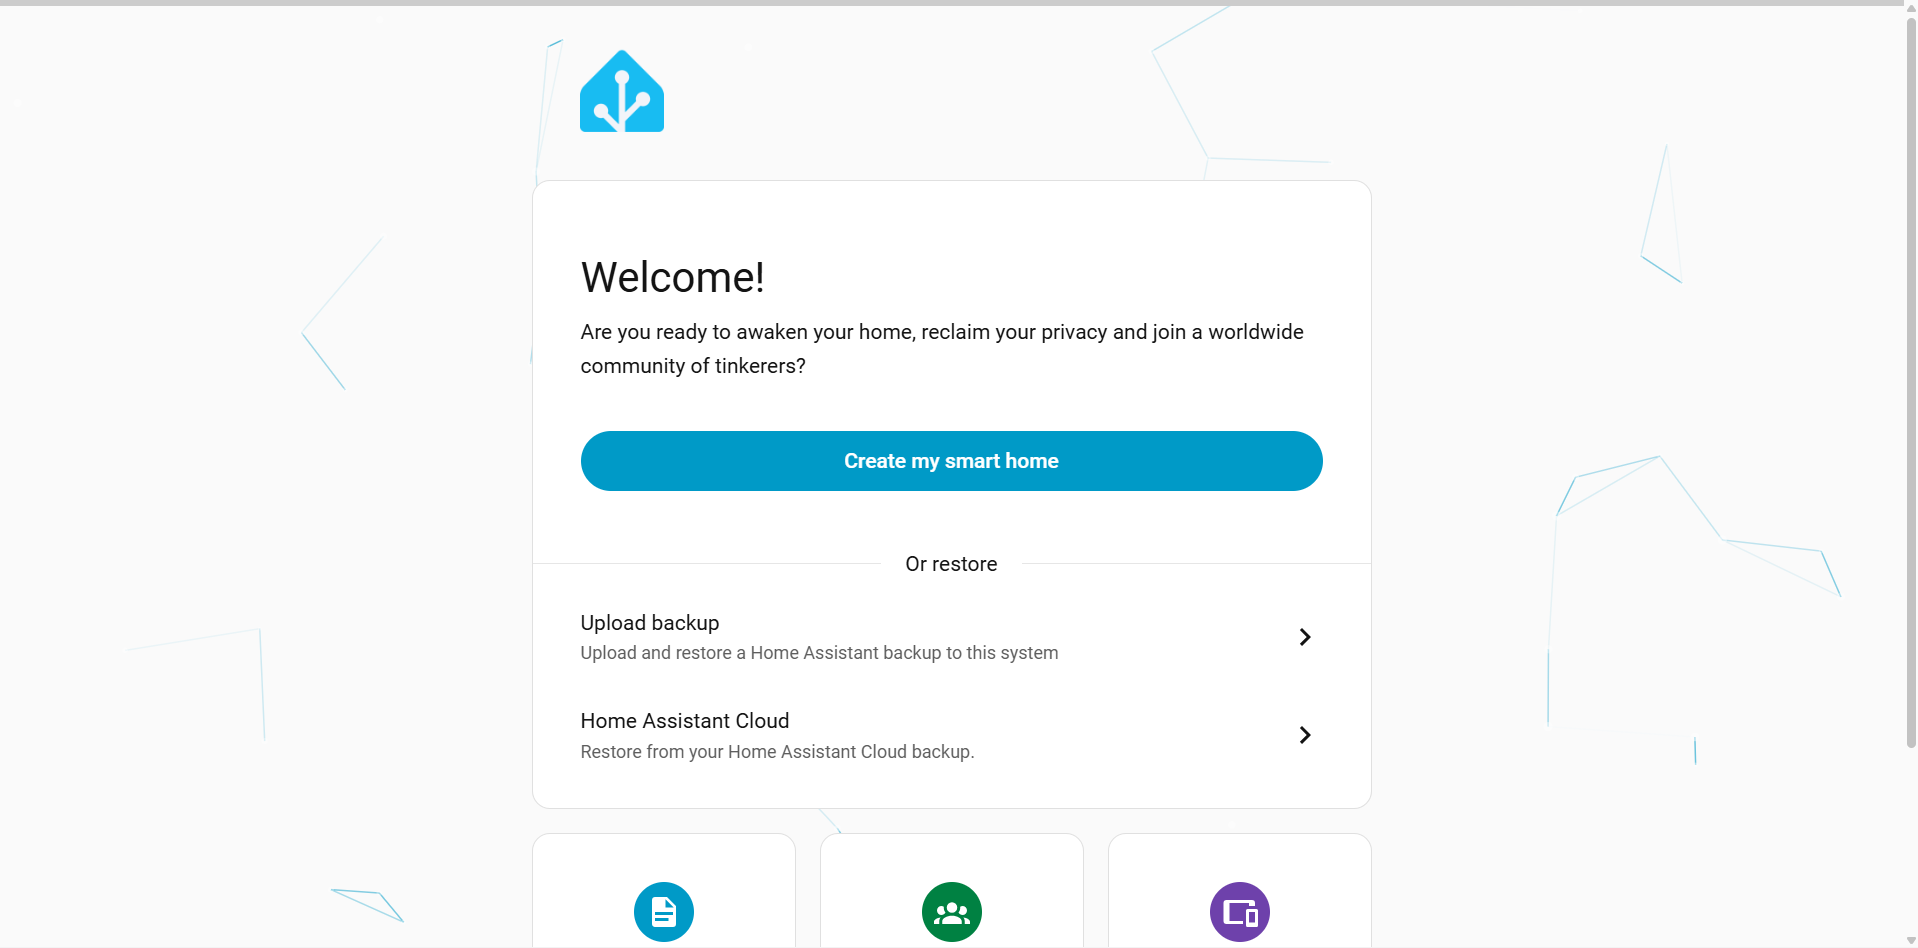 Welcome!
Are you ready to awaken your home, reclaim your privacy and join a worldwide
community of tinkerers?
Create my smart home
Or restore
Upload backup
Upload and restore a Home Assistant backup to this system
Home Assistant Cloud
Restore from your Home Assistant Cloud backup.